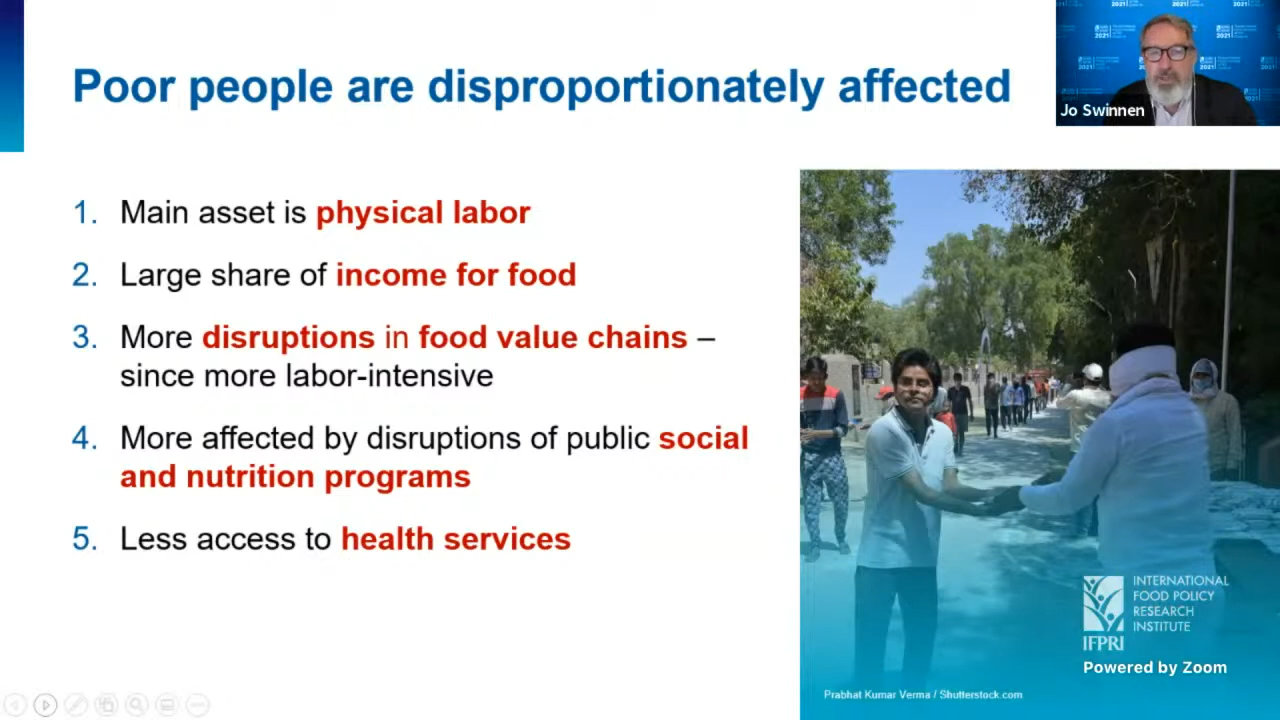 Poor people are disproportionately affected
Jo Swinnen
1. Main asset is physical labor
2. Large share of income for food
3. More disruptions in food value chains –
since more labor-intensive
4. More affected by disruptions of public social
and nutrition programs
5. Less access to health services
INTERNATIONAL
FOOD POLICY
RESEARCH
INSTITUTE
IFPRI
Powered by Zoom
Prabhat Kumar Verma / Shutterstock.com